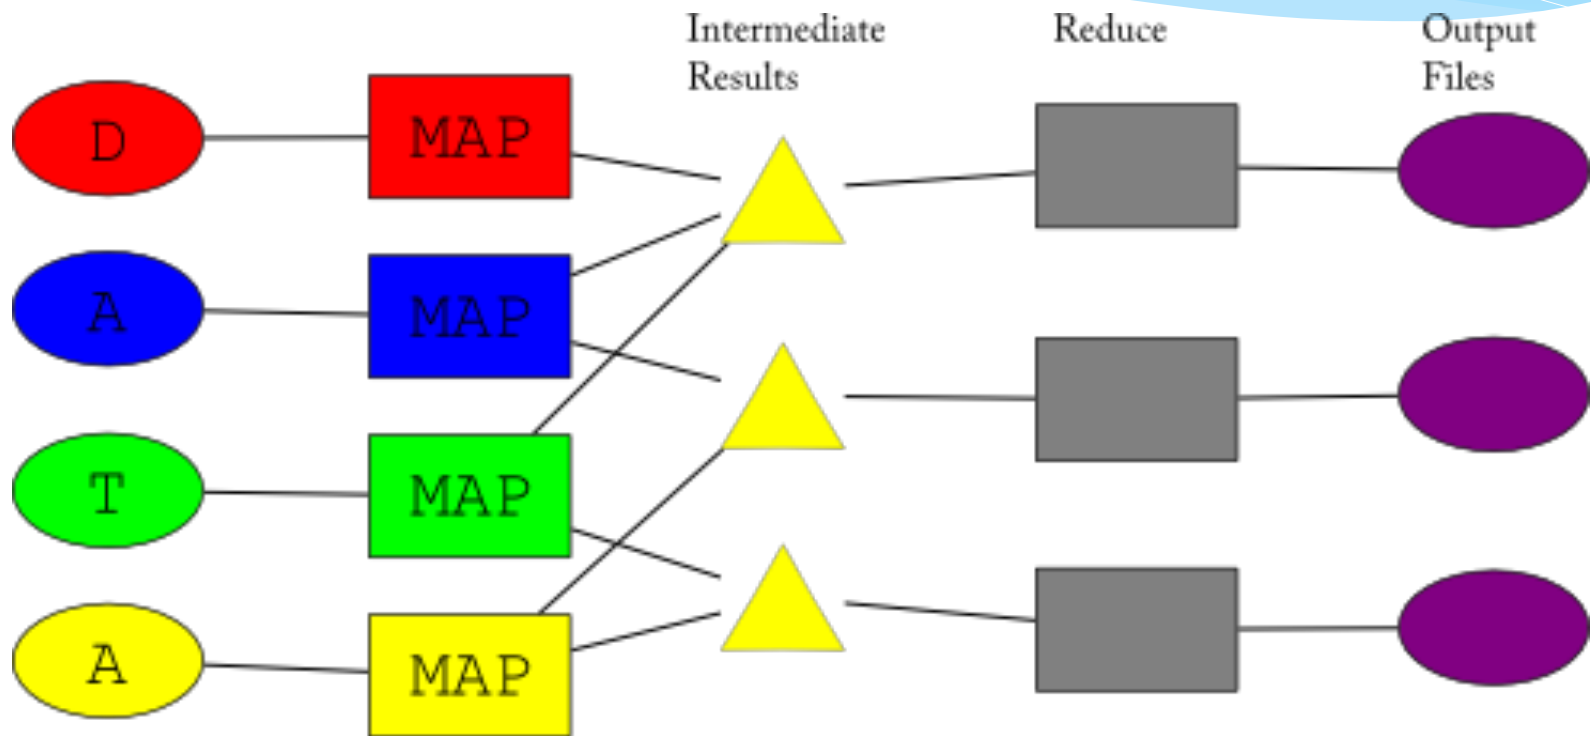 Intermediate
Results
Reduce
Output
Files
D
MAP
A
MAP
T
MAP
A
MAP